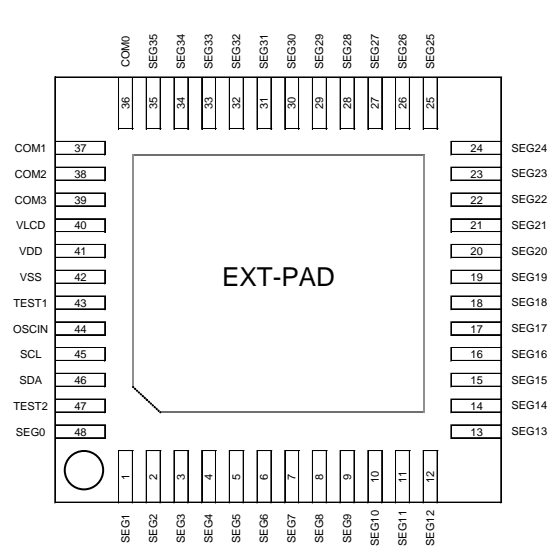 COM0 SEG35 SEG34 SEG33 SEG32 SEG31 SEG30 SEG29 SEG28 SEG27 SEG26 SEG25
36 35 34 33 32 31 30 29 28 27 26 25
COM1 37 24 SEG24
COM2 38 23 SEG23
COM3 39 22 SEG22
VLCD 40 21 SEG21
VDD 41 20 SEG20
VSS 42 19 SEG19
EXT-PAD
TEST1 43 18 SEG18
OSCIN 44 17 SEG17
SCL 45 16 SEG16
SDA 46 15 SEG15
TEST2 47 14 SEG14
SEG0 48 13 SEG13
1 2 3 4 5 6 7 8 9 10 11 12
SEG1 SEG2 SEG3 SEG4 SEG5 SEG6 SEG7 SEG8 SEG9 SEG10 SEG11 SEG12